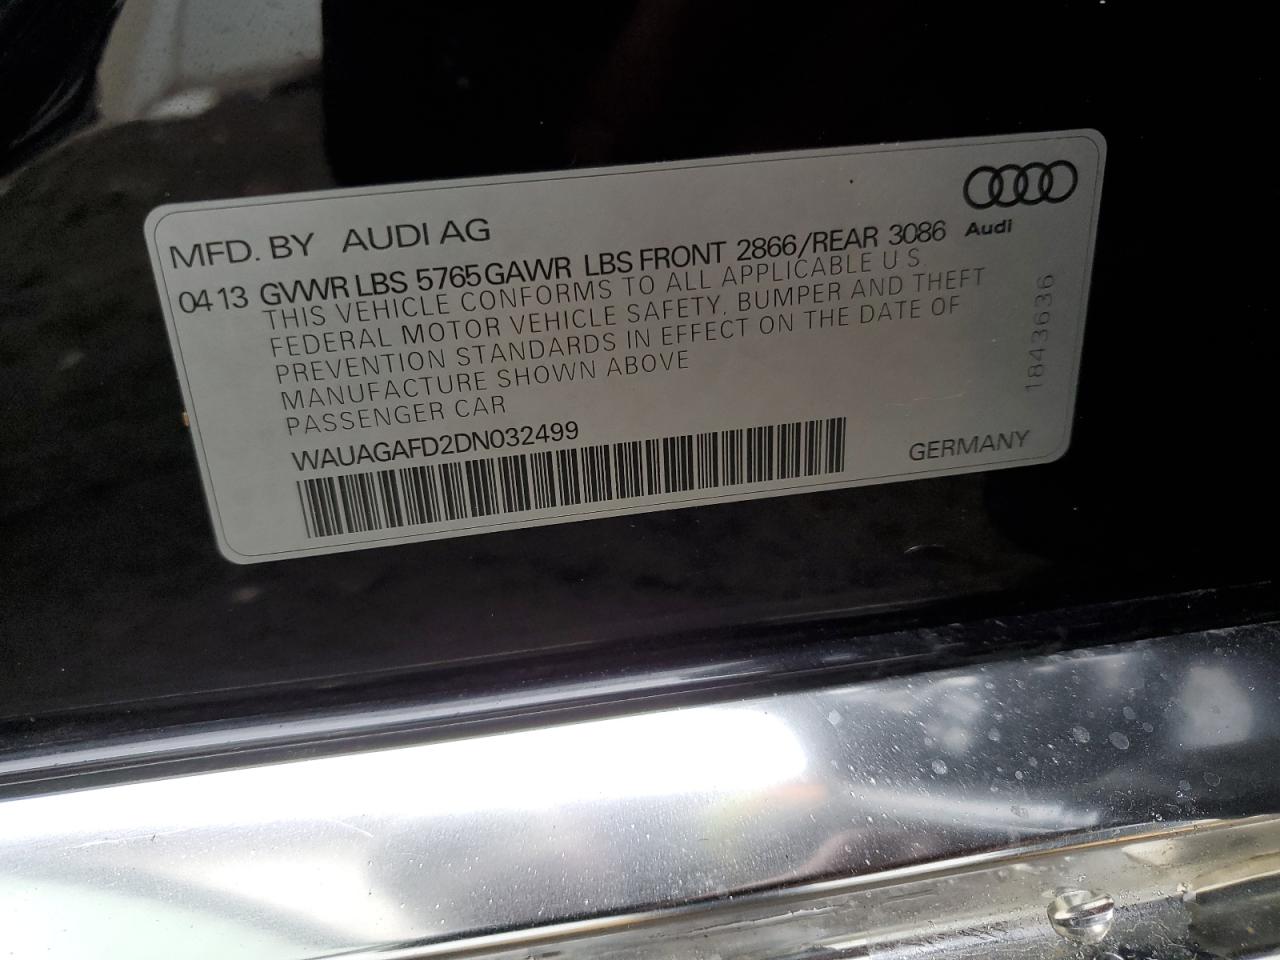 MFD. BY AUDI AG
04 13 GVWR LBS 5765 GAWR LBS FRONT 2866/REAR 3086
Audi
THIS VEHICLE CONFORMS TO ALL APPLICABLE U S.
FEDERAL MOTOR VEHICLE SAFETY, BUMPER AND THEFT
PREVENTION STANDARDS IN EFFECT ON THE DATE OF
MANUFACTURE SHOWN ABOVE
PASSENGER CAR
WAUAGAFD2DN032499
GERMANY
1843636